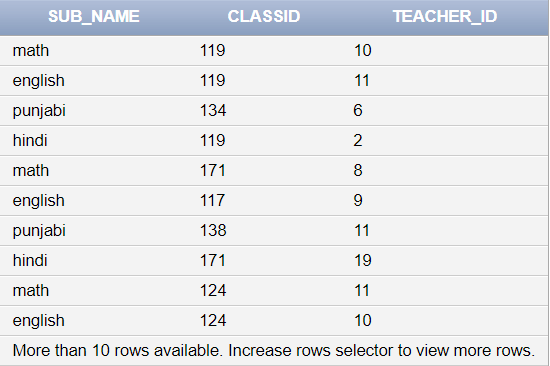 SUB_NAME CLASSID TEACHER_ID
math 119 10
english 119 11
punjabi 134 6
hindi 119 2
math 171 8
english 117 9
punjabi 138 11
hindi 171 19
math 124 11
english 124 10
More than 10 rows available. Increase rows selector to view more rows.